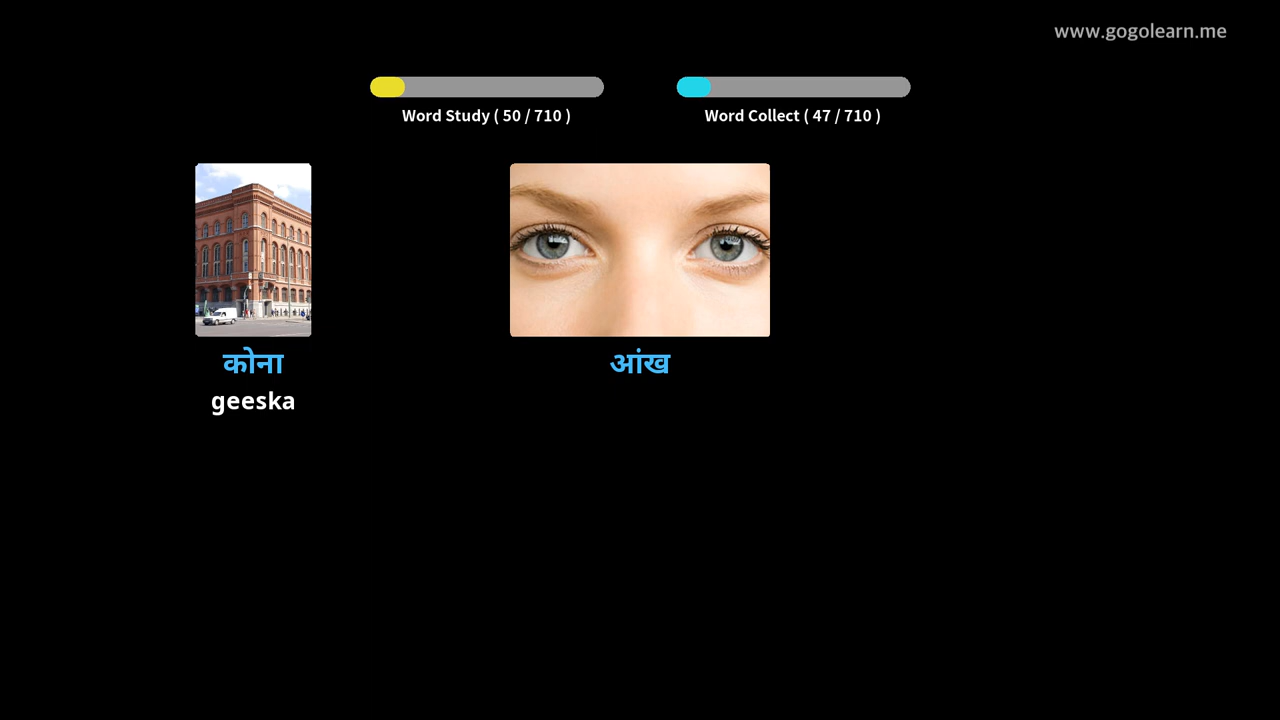 www.gogolearn.me
Word Study ( 50 / 710 )
Word Collect ( 47 / 710 )
कोना
geeska
आंख